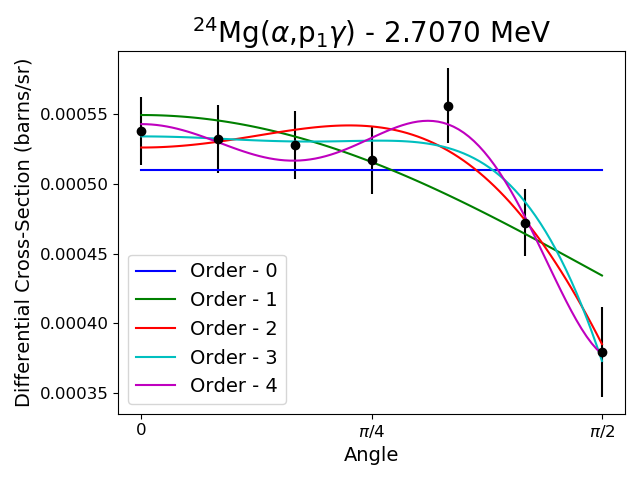 ²⁴Mg(α,p₁γ) - 2.7070 MeV
Differential Cross-Section (barns/sr)
0.00055
0.00050
0.00045
0.00040
0.00035
Order - 0
Order - 1
Order - 2
Order - 3
Order - 4
0 π/4 π/2
Angle